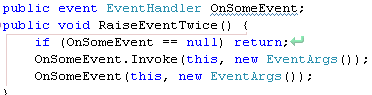 public event EventHandler OnSomeEvent;
public void RaiseEventTwice() {
if (OnSomeEvent == null) return;
OnSomeEvent.Invoke(this, new EventArgs());
OnSomeEvent(this, new EventArgs());
}